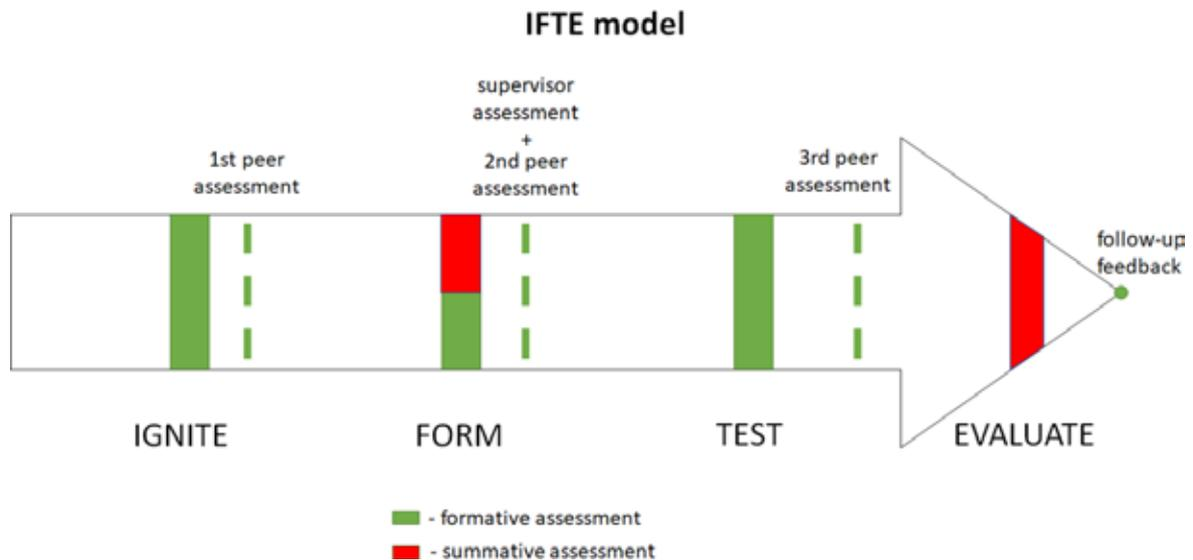 IFTE model
supervisor
assessment
+
2nd peer
assessment
1st peer
assessment
3rd peer
assessment
follow-up
feedback
IGNITE
FORM
TEST
EVALUATE
- formative assessment
- summative assessment